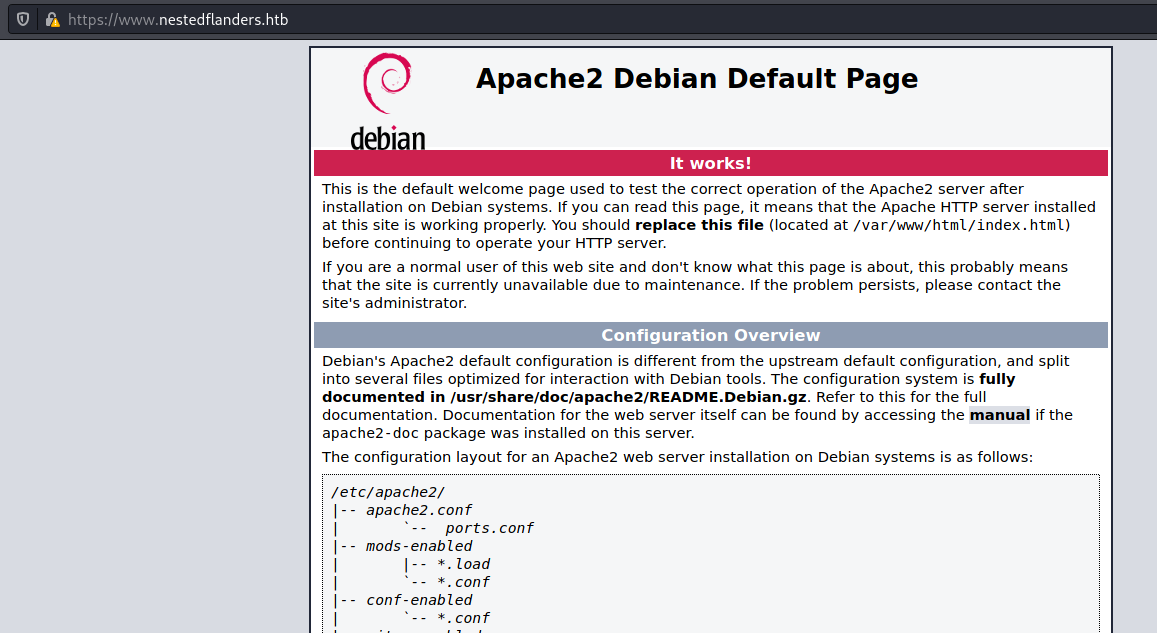 https://www.nestedflanders.htb
debian
Apache2 Debian Default Page
It works!
This is the default welcome page used to test the correct operation of the Apache2 server after
installation on Debian systems. If you can read this page, it means that the Apache HTTP server installed
at this site is working properly. You should replace this file (located at /var/www/html/index.html)
before continuing to operate your HTTP server.
If you are a normal user of this web site and don't know what this page is about, this probably means
that the site is currently unavailable due to maintenance. If the problem persists, please contact the
site's administrator.
Configuration Overview
Debian's Apache2 default configuration is different from the upstream default configuration, and split
into several files optimized for interaction with Debian tools. The configuration system is fully
documented in /usr/share/doc/apache2/README.Debian.gz. Refer to this for the full
documentation. Documentation for the web server itself can be found by accessing the manual if the
apache2-doc package was installed on this server.
The configuration layout for an Apache2 web server installation on Debian systems is as follows:
/etc/apache2/
|-- apache2.conf
|       `--  ports.conf
|-- mods-enabled
|       |-- *.load
|       `-- *.conf
|-- conf-enabled
|       `-- *.conf